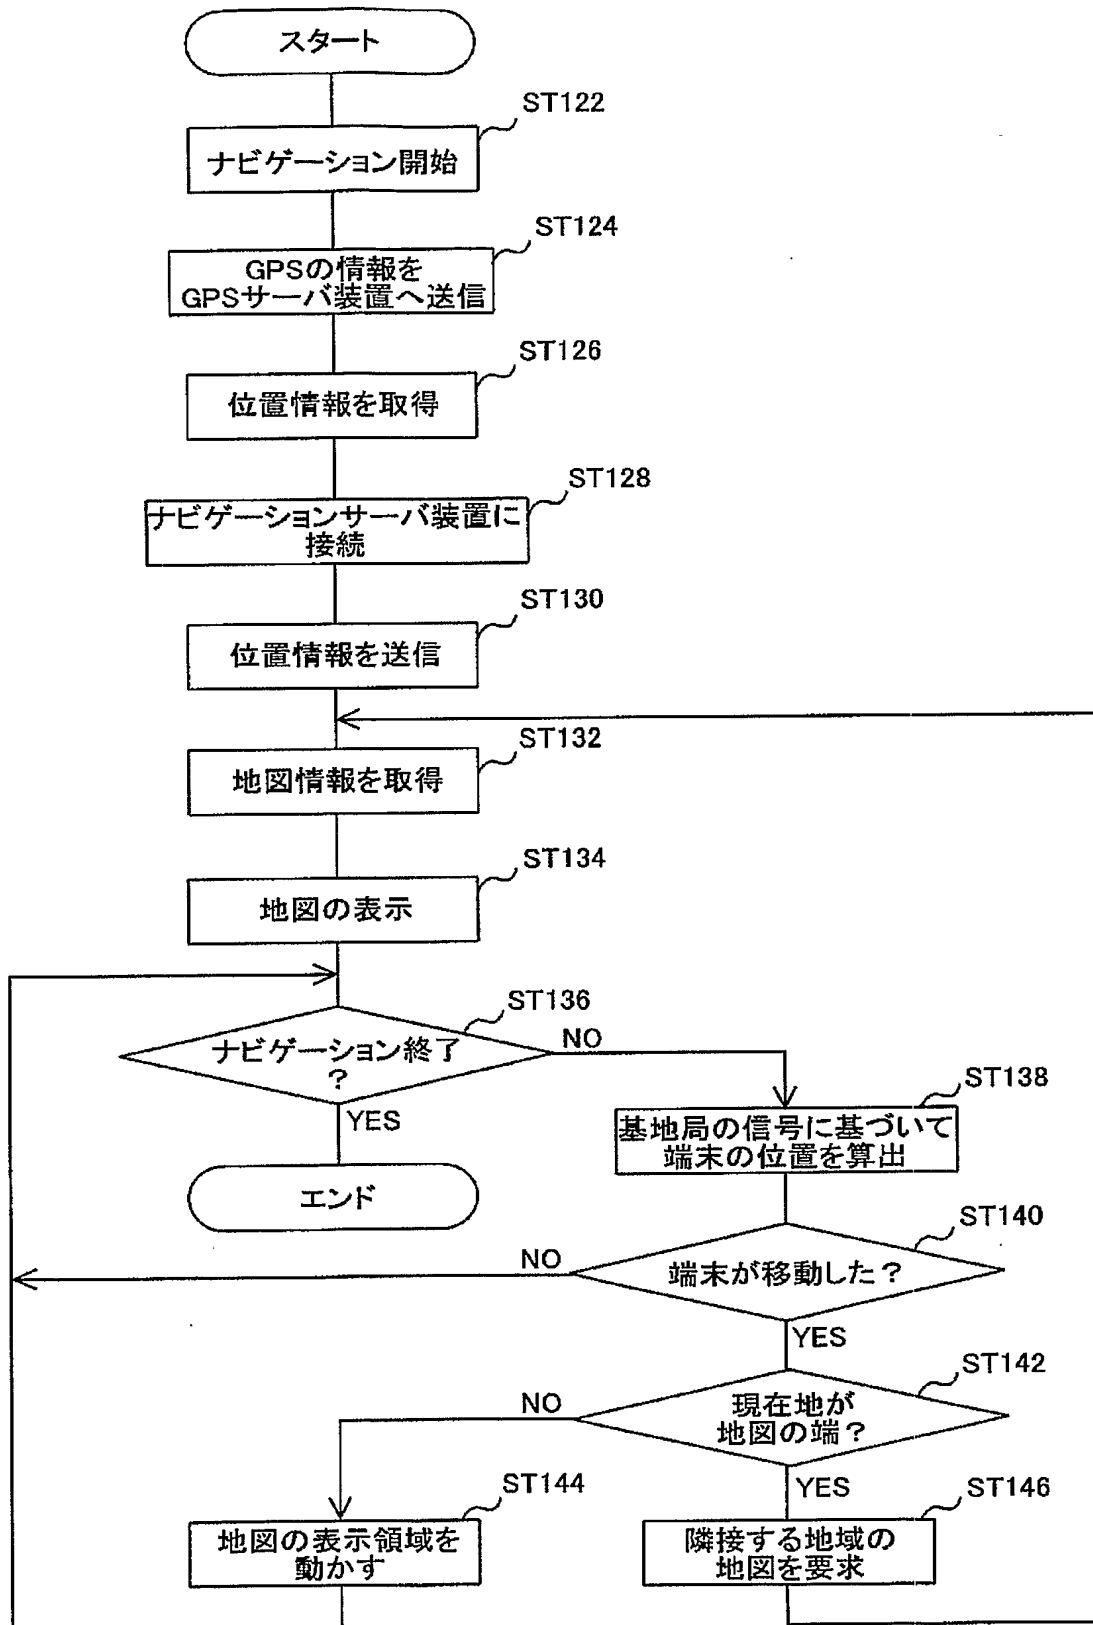 スタート
ST122
ナビゲーション開始
ST124
GPSの情報を
GPSサーバ装置へ送信
ST126
位置情報を取得
ST128
ナビゲーションサーバ装置に
接続
ST130
位置情報を送信
ST132
地図情報を取得
ST134
地図の表示
ST136
ナビゲーション終了
?
NO
YES
エンド
ST138
基地局の信号に基づいて
端末の位置を算出
ST140
端末が移動した?
NO
YES
ST142
現在地が
地図の端?
NO
YES
ST144
地図の表示領域を
動かす
ST146
隣接する地域の
地図を要求